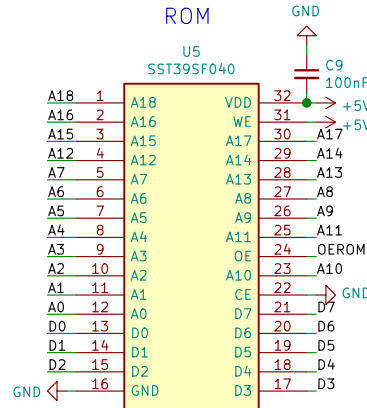 ROM
GND
U5
SST39SF040
C9
100nF
A18 1 A18 VDD 32 +5V
A16 2 A16 WE 31 +5V
A15 3 A15 A17 30 A17
A12 4 A12 A14 29 A14
A7 5 A7 A13 28 A13
A6 6 A6 A8 27 A8
A5 7 A5 A9 26 A9
A4 8 A4 A11 25 A11
A3 9 A3 OE 24 OEROM
A2 10 A2 A10 23 A10
A1 11 A1 CE 22 GND
A0 12 A0 D7 21 D7
D0 13 D0 D6 20 D6
D1 14 D1 D5 19 D5
D2 15 D2 D4 18 D4
GND 16 GND D3 17 D3